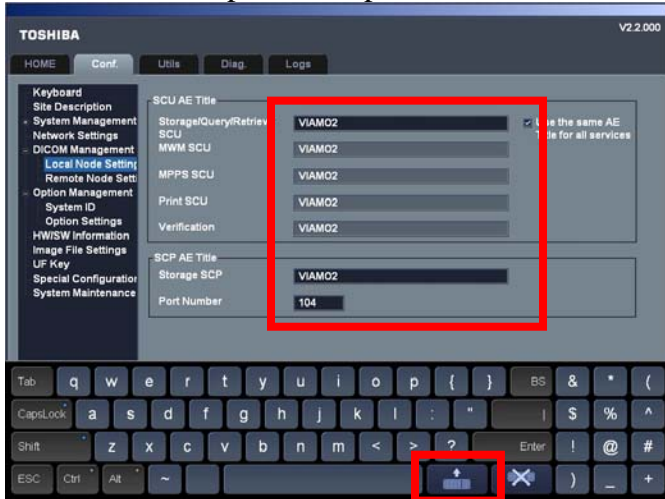 TOSHIBA
V2.2.000
HOME Conf. Utils Diag. Logs
Keyboard
Site Description
System Management
Network Settings
DICOM Management
Local Node Setting
Remote Node Setti
Option Management
System ID
Option Settings
HW/SW Information
Image File Settings
UF Key
Special Configuration
System Maintenance
SCU AE Title
Storage/Query/Retriev
SCU
VIAMO2
Use the same AE
Title for all services
MWM SCU VIAMO2
MPPS SCU VIAMO2
Print SCU VIAMO2
Verification VIAMO2
SCP AE Title
Storage SCP VIAMO2
Port Number 104
Tab q w e r t y u i o p { } BS & * (
CapsLock a s d f g h j k l : " | $ % ^
Shift z x c v b n m < > ? Enter ! @ #
ESC Ctrl Alt ~ ) _ +